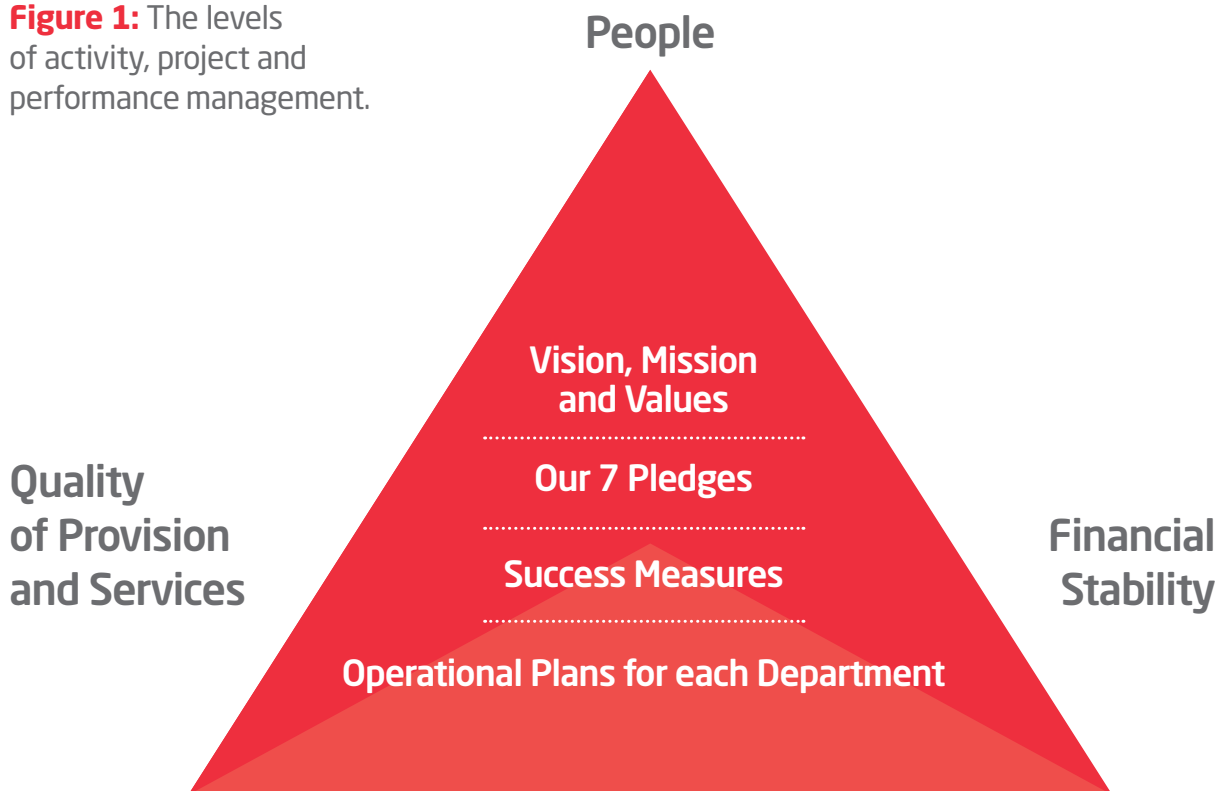 Figure 1: The levels
of activity, project and
performance management.
People
Vision, Mission
and Values
Our 7 Pledges
Quality
of Provision
and Services
Financial
Stability
Success Measures
Operational Plans for each Department